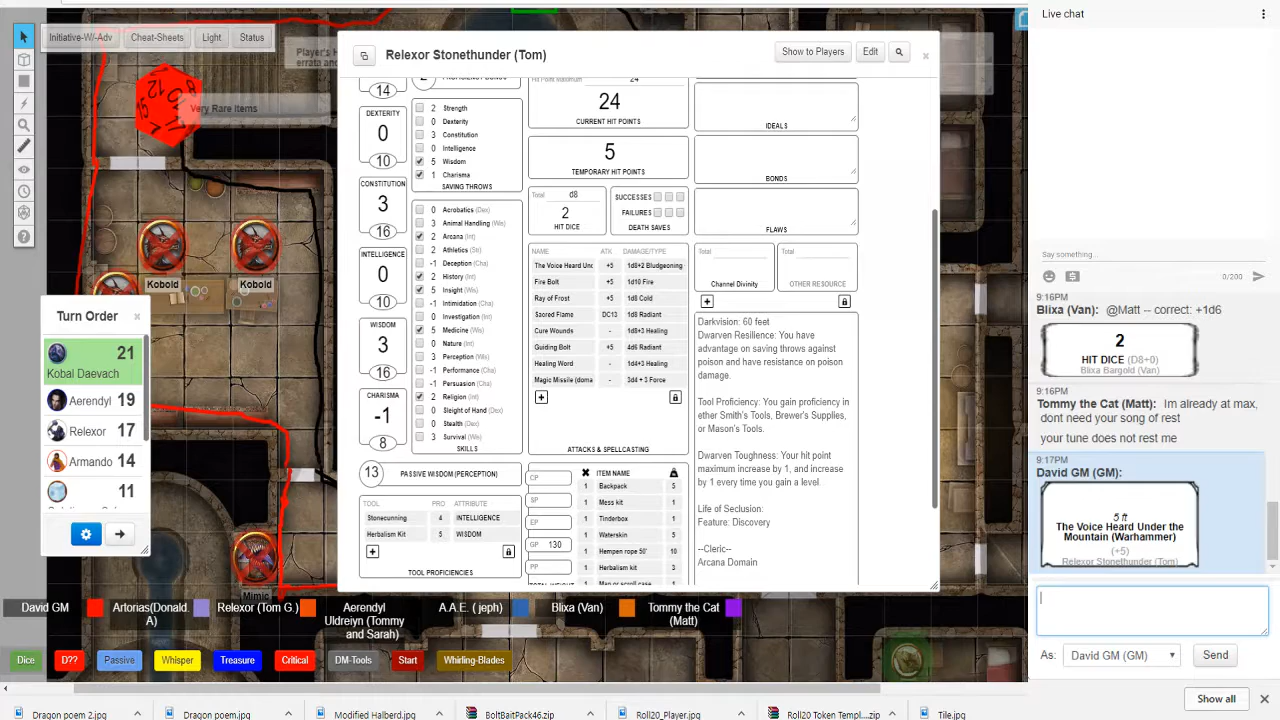 Live chat
Initiative-W/-Adv
Cheat-Sheets
Light
Status
Player's H
errata and
Very Rare Items
Relexor Stonethunder (Tom)
Show to Players
Edit
14
DEXTERITY
0
10
CONSTITUTION
3
16
INTELLIGENCE
0
10
WISDOM
3
16
CHARISMA
-1
8
2 Strength
0 Dexterity
3 Constitution
0 Intelligence
5 Wisdom
1 Charisma
SAVING THROWS
0 Acrobatics (Dex)
3 Animal Handling (Wis)
2 Arcana (Int)
2 Athletics (Str)
-1 Deception (Cha)
2 History (Int)
5 Insight (Wis)
-1 Intimidation (Cha)
0 Investigation (Int)
5 Medicine (Wis)
0 Nature (Int)
3 Perception (Wis)
-1 Performance (Cha)
-1 Persuasion (Cha)
2 Religion (Int)
0 Sleight of Hand (Dex)
0 Stealth (Dex)
3 Survival (Wis)
SKILLS
13 PASSIVE WISDOM (PERCEPTION)
TOOL PRO ATTRIBUTE
Stonecunning 4 INTELLIGENCE
Herbalism Kit 5 WISDOM
TOOL PROFICIENCIES
Hit Point Maximum 24
24
CURRENT HIT POINTS
5
TEMPORARY HIT POINTS
Total d8
2
HIT DICE
SUCCESSES
FAILURES
DEATH SAVES
NAME ATK DAMAGE/TYPE
The Voice Heard Und +5 1d8+2 Bludgeoning
Fire Bolt +5 1d10 Fire
Ray of Frost +5 1d8 Cold
Sacred Flame DC13 1d8 Radiant
Cure Wounds - 1d8+3 Healing
Guiding Bolt +5 4d6 Radiant
Healing Word - 1d4+3 Healing
Magic Missile (doma - 3d4 + 3 Force
ATTACKS & SPELLCASTING
CP
SP
EP
GP 130
PP
ITEM NAME
1 Backpack 5
1 Mess kit 1
1 Tinderbox 1
1 Waterskin 5
1 Hempen rope 50' 10
1 Herbalism kit 3
1 Map or scroll case 1
TOTAL WEIGHT
IDEALS
BONDS
FLAWS
Total
Channel Divinity
Total
OTHER RESOURCE
Darkvision: 60 feet
Dwarven Resilience: You have
advantage on saving throws against
poison and have resistance on poison
damage.
Tool Proficiency: You gain proficiency in
ether Smith's Tools, Brewer's Supplies,
or Mason's Tools.
Dwarven Toughness: Your hit point
maximum increase by 1, and increase
by 1 every time you gain a level.
Life of Seclusion:
Feature: Discovery
--Cleric--
Arcana Domain
Kobold
Kobold
Mimic
Turn Order
21
Kobal Daevach
Aerendyl 19
Relexor 17
Armando 14
11
David GM
Artorias(Donald.
A)
Relexor (Tom G.)
Aerendyl
Uldreiyn (Tommy
and Sarah)
A.A.E. ( jeph)
Blixa (Van)
Tommy the Cat
(Matt)
Dice
D??
Passive
Whisper
Treasure
Critical
DM-Tools
Start
Whirling-Blades
Say something...
0/200
9:16PM
Blixa (Van): @Matt -- correct: +1d6
2
HIT DICE (D8+0)
Blixa Bargold (Van)
9:16PM
Tommy the Cat (Matt): Im already at max,
dont need your song of rest
your tune does not rest me
9:17PM
David GM (GM):
5 ft
The Voice Heard Under the
Mountain (Warhammer)
(+5)
Relexor Stonethunder (Tom)
As: David GM (GM)
Send
Dragon 2.jpg
Dragon.jpg
Modified Halberd.jpg
BoltBatPack46.zip
Roll20_Player.jpg
Roll20 Token Templ....zip
Tile.jpg
Show all